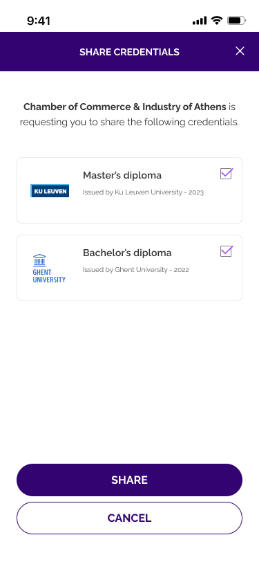 9:41
SHARE CREDENTIALS
Chamber of Commerce & Industry of Athens is
requesting you to share the following credentials.
KU LEUVEN
Master's diploma
Issued by Ku Leuven University - 2023
GHENT
UNIVERSITY
Bachelor's diploma
Issued by Ghent University - 2022
SHARE
CANCEL